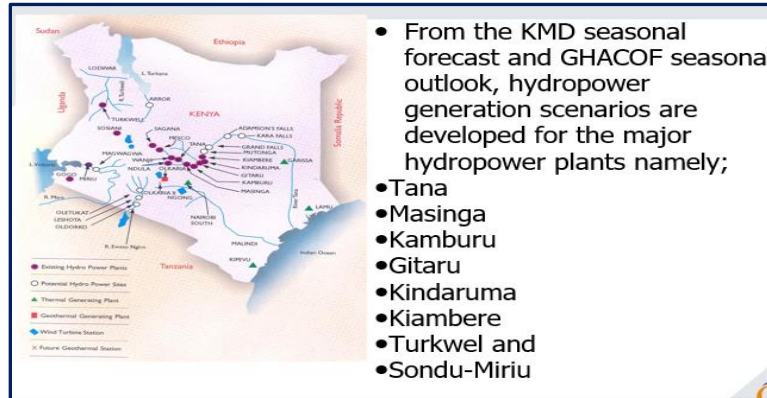 Sudan
Ethiopia
LODWAR
L. Turkana
R. Turkwell
Uganda
ARROR
KENYA
Somalia Republic
TURKWELL
SOSIANI
SAGANA
MESCO
ADAMSON'S FALLS
KARA FALLS
TANA
MAGWAGWA
WANJII
GRAND FALLS
MUTONGA
L. Victoria
NDULA
OLKARIA
KIAMBERE
GARISSA
GOGO
MIRIU
KINDARUMA
GITARU
KAMBURU
OLKARIA II
MASINGA
R. Mara
NGONG
River Tana
LAMU
OLETUKAT
LESHOTA
OLDORKO
NAIROBI
SOUTH
R. Ewaso Ngiro
MALINDI
Indian Ocean
KIPEVU
Tanzania
Existing Hydro Power Plants
Potential Hydro Power Sites
Thermal Generating Plant
Geothermal Generating Plant
Wind Turbine Station
Future Geothermal Station
• From the KMD seasonal
forecast and GHACOF seasona
outlook, hydropower
generation scenarios are
developed for the major
hydropower plants namely;
•Tana
•Masinga
•Kamburu
•Gitaru
•Kindaruma
•Kiambere
•Turkwel and
•Sondu-Miriu